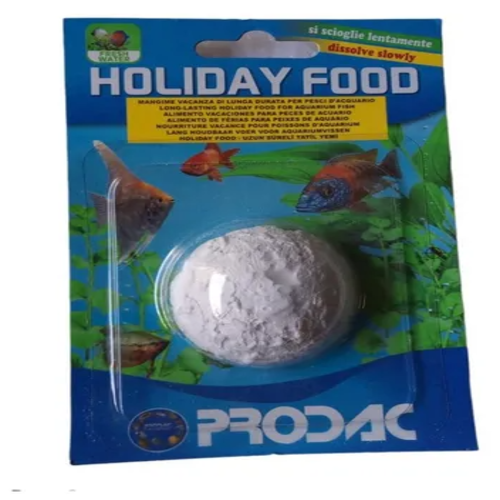 si scioglie lentamente
dissolve slowly
FRESH
WATER
HOLIDAY FOOD
MANGIME VACANZA DI LUNGA DURATA PER PESCI D'ACQUARIO
LONG-LASTING HOLIDAY FOOD FOR AQUARIUM FISH
ALIMENTO VACACIONES PARA PECES DE ACUARIO
ALIMENTO DE FÉRIAS PARA PEIXES DE AQUÁRIO
NOURRITURE VACANCE POUR POISSONS D'AQUARIUM
LANG HOUDBAAR VOER VOOR AQUARIUMVISSEN
HOLIDAY FOOD - UZUN SÜRELİ TATİL YEMİ
PRODAC